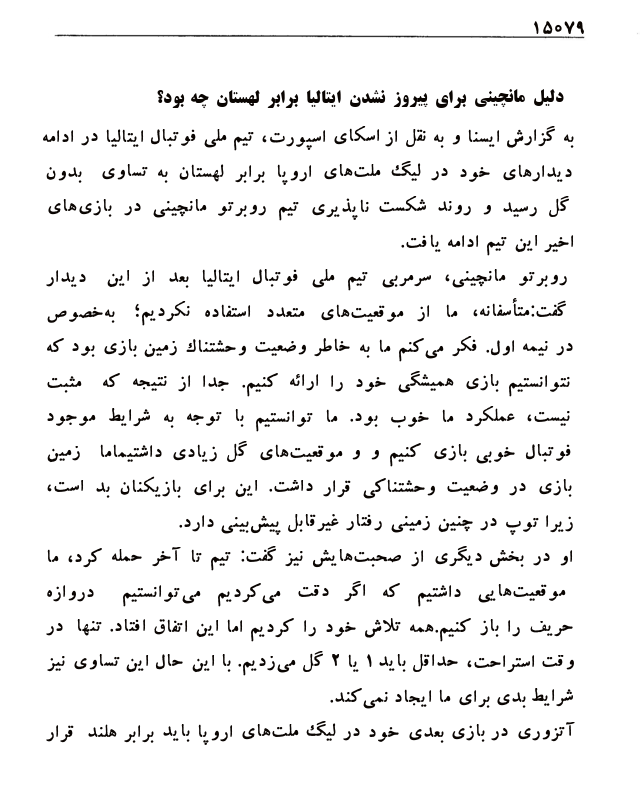 ۱۵۰۷۹
دلیل مانچینی برای پیروز نشدن ایتالیا برابر لهستان چه بود؟
به گزارش ایسنا و به نقل از اسکای اسپورت، تیم ملی فوتبال ایتالیا در ادامه
دیدارهای خود در لیگ ملت‌های اروپا برابر لهستان به تساوی بدون
گل رسید و روند شکست ناپذیری تیم روبرتو مانچینی در بازی‌های
اخیر این تیم ادامه یافت.
روبرتو مانچینی، سرمربی تیم ملی فوتبال ایتالیا بعد از این دیدار
گفت:متأسفانه، ما از موقعیت‌های متعدد استفاده نکردیم؛ به‌خصوص
در نیمه اول. فکر می‌کنم ما به خاطر وضعیت وحشتناک زمین بازی بود که
نتوانستیم بازی همیشگی خود را ارائه کنیم. جدا از نتیجه که مثبت
نیست، عملکرد ما خوب بود. ما توانستیم با توجه به شرایط موجود
فوتبال خوبی بازی کنیم و و موقعیت‌های گل زیادی داشتیماما زمین
بازی در وضعیت وحشتناکی قرار داشت. این برای بازیکنان بد است،
زیرا توپ در چنین زمینی رفتار غیرقابل پیش‌بینی دارد.
او در بخش دیگری از صحبت‌هایش نیز گفت: تیم تا آخر حمله کرد، ما
موقعیت‌هایی داشتیم که اگر دقت می‌کردیم می‌توانستیم دروازه
حریف را باز کنیم.همه تلاش خود را کردیم اما این اتفاق افتاد. تنها در
وقت استراحت، حداقل باید ۱ یا ۲ گل می‌زدیم. با این حال این تساوی نیز
شرایط بدی برای ما ایجاد نمی‌کند.
آتزوری در بازی بعدی خود در لیگ ملت‌های اروپا باید برابر هلند قرار